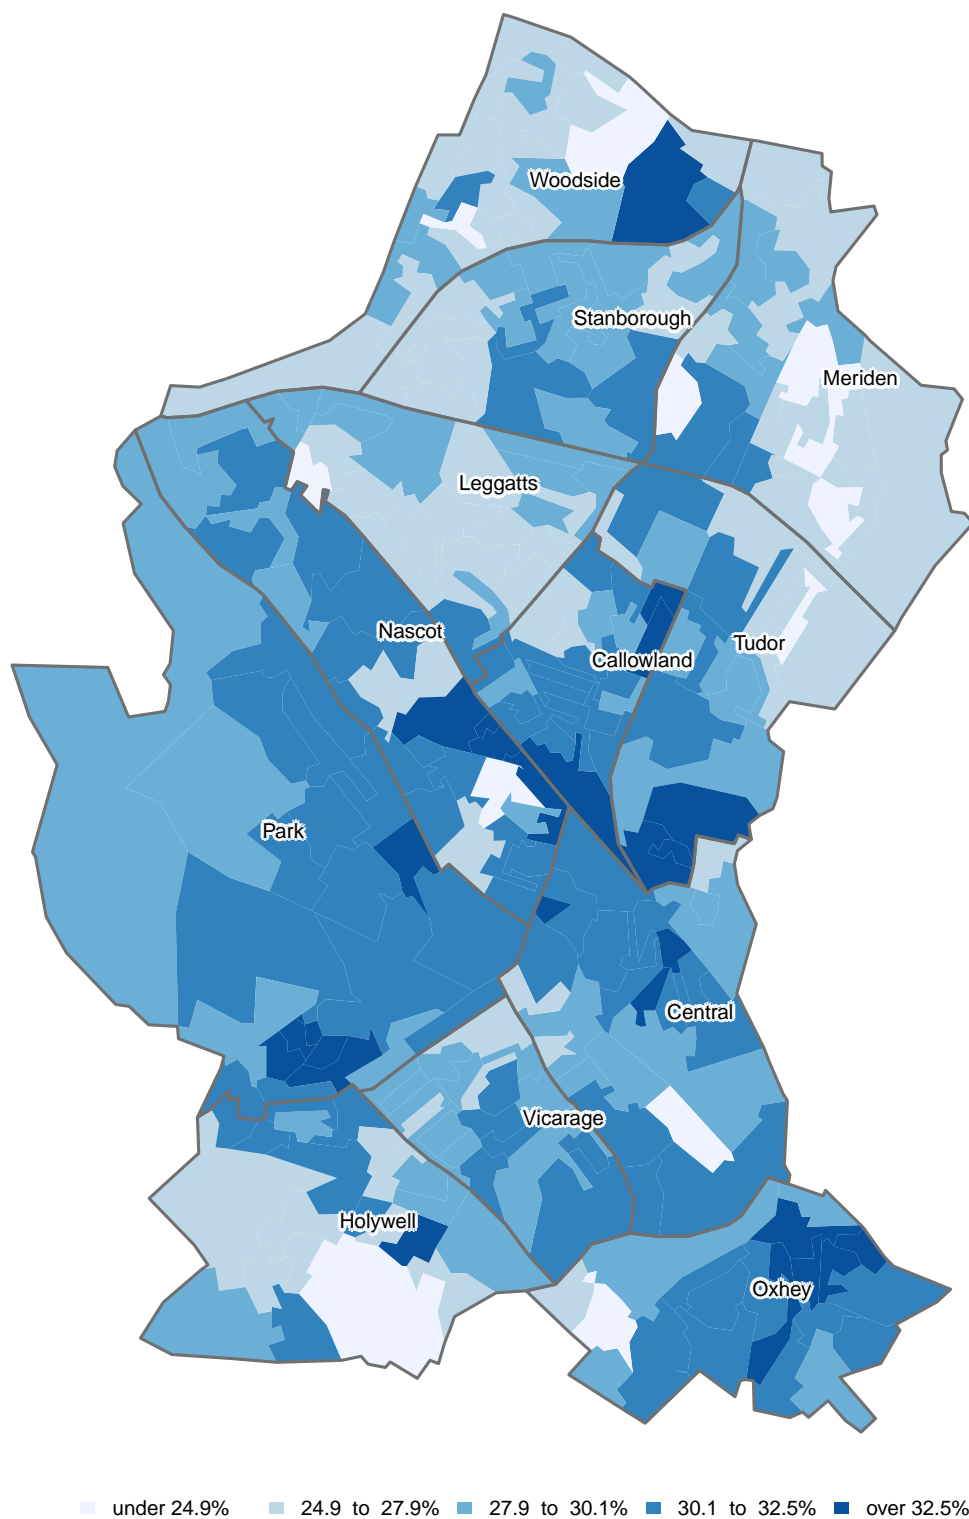 Woodside
Stanborough
Meriden
Leggatts
Nascot
Tudor
Callowland
Park
Central
Vicarage
Holywell
Oxhey
under 24.9% 24.9 to 27.9% 27.9 to 30.1% 30.1 to 32.5% over 32.5%